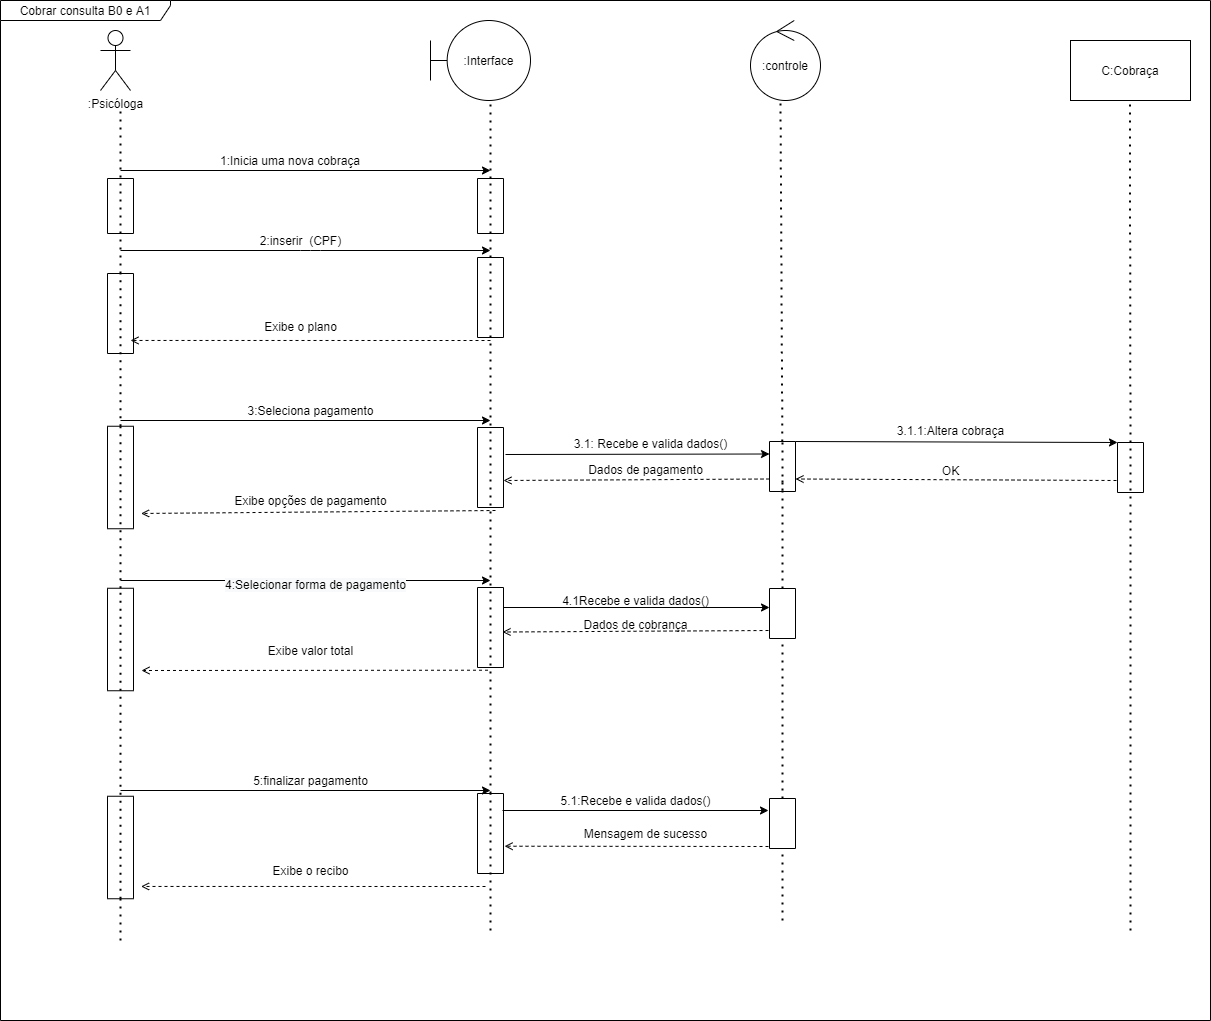 Cobrar consulta B0 e A1
:Psicóloga
:Interface
:controle
C:Cobraça
1:Inicia uma nova cobraça
2:inserir (CPF)
Exibe o plano
3:Seleciona pagamento
3.1: Recebe e valida dados()
3.1.1:Altera cobraça
Dados de pagamento
OK
Exibe opções de pagamento
4:Selecionar forma de pagamento
4.1Recebe e valida dados()
Dados de cobrança
Exibe valor total
5:finalizar pagamento
5.1:Recebe e valida dados()
Mensagem de sucesso
Exibe o recibo